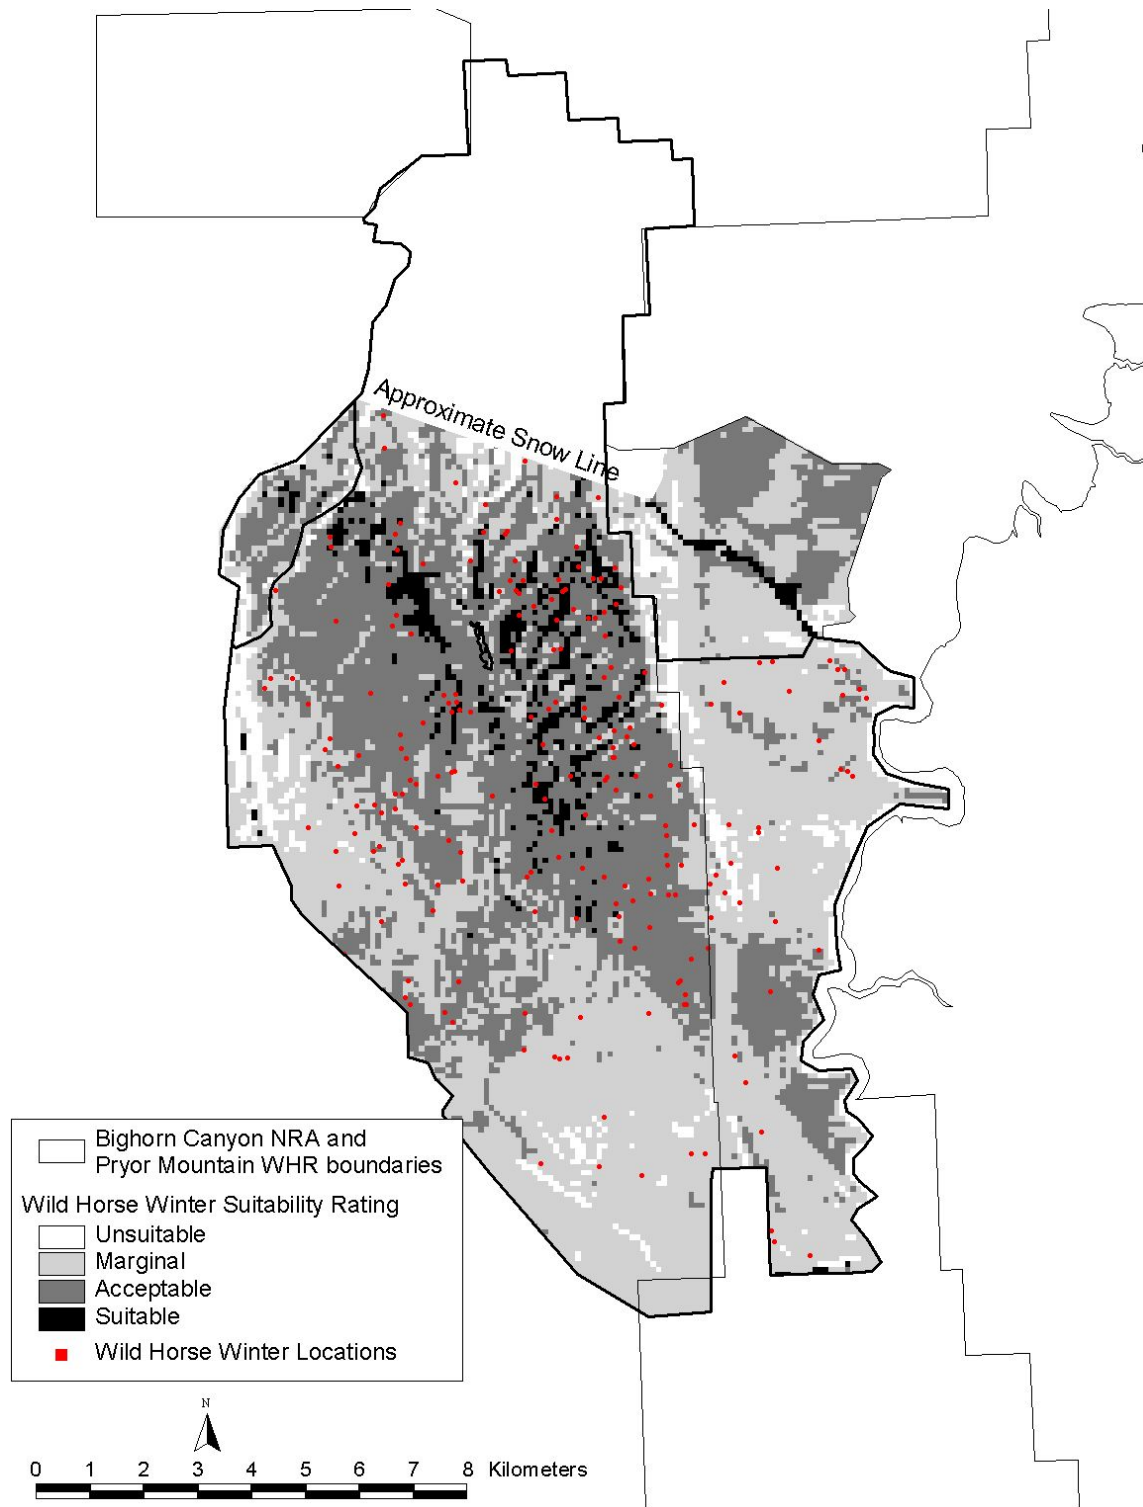 Approximate Snow Line
Bighorn Canyon NRA and
Pryor Mountain WHR boundaries
Wild Horse Winter Suitability Rating
Unsuitable
Marginal
Acceptable
Suitable
Wild Horse Winter Locations
N
0 1 2 3 4 5 6 7 8 Kilometers